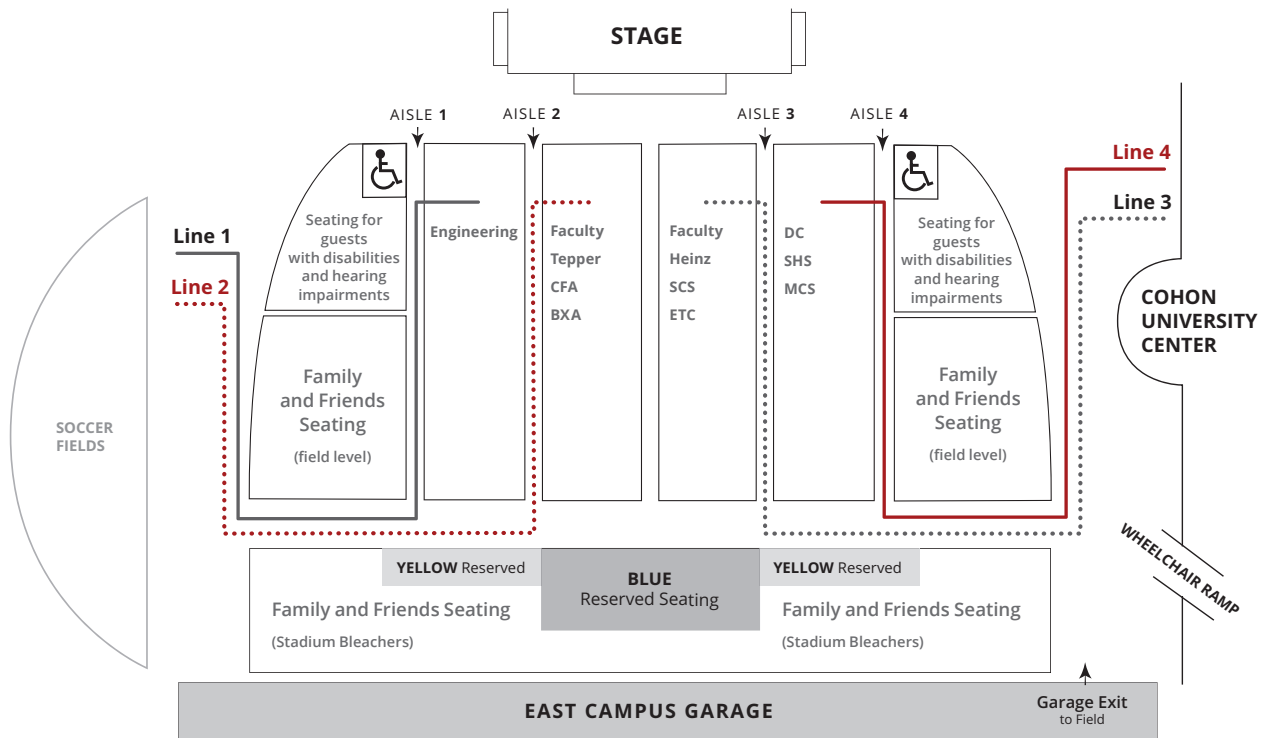 STAGE
AISLE 1
AISLE 2
AISLE 3
AISLE 4
Line 1
Line 2
Line 4
Line 3
Seating for
guests
with disabilities
and hearing
impairments
Engineering
Faculty
Tepper
CFA
BXA
Faculty
Heinz
SCS
ETC
DC
SHS
MCS
Seating for
guests
with disabilities
and hearing
impairments
COHON
UNIVERSITY
CENTER
Family
and Friends
Seating
(field level)
Family
and Friends
Seating
(field level)
SOCCER
FIELDS
WHEELCHAIR RAMP
YELLOW Reserved
BLUE
Reserved Seating
YELLOW Reserved
Family and Friends Seating
(Stadium Bleachers)
Family and Friends Seating
(Stadium Bleachers)
EAST CAMPUS GARAGE
Garage Exit
to Field